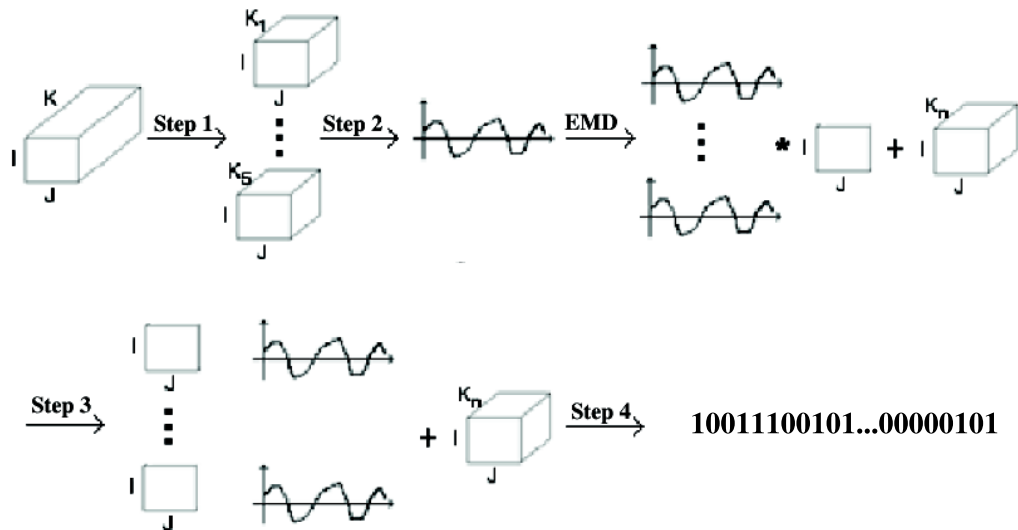 K
I
J
Step 1
K1
I
J
K5
I
J
Step 2
EMD
*
I
J
+
Kn
I
J
Step 3
I
J
I
J
+
Kn
I
J
Step 4
10011100101...00000101